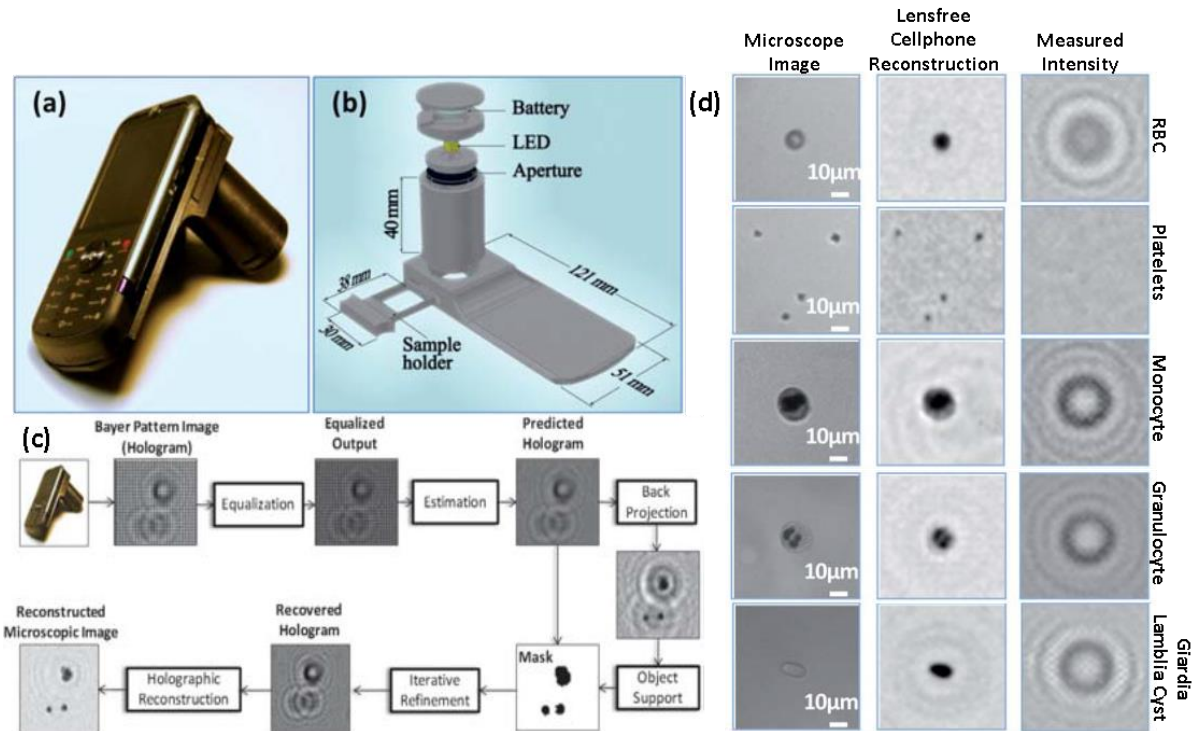 (a)
(b)
Battery
LED
Aperture
40 mm
38 mm
30 mm
Sample
holder
121 mm
51 mm
(c)
Bayer Pattern Image
(Hologram)
Equalization
Equalized
Output
Estimation
Predicted
Hologram
Back
Projection
Object
Support
Mask
Iterative
Refinement
Recovered
Hologram
Holographic
Reconstruction
Reconstructed
Microscopic Image
(d)
Microscope
Image
Lensfree
Cellphone
Reconstruction
Measured
Intensity
10μm
RBC
10μm
Platelets
10μm
Monocyte
10μm
Granulocyte
10μm
Giardia
Lamblia Cyst